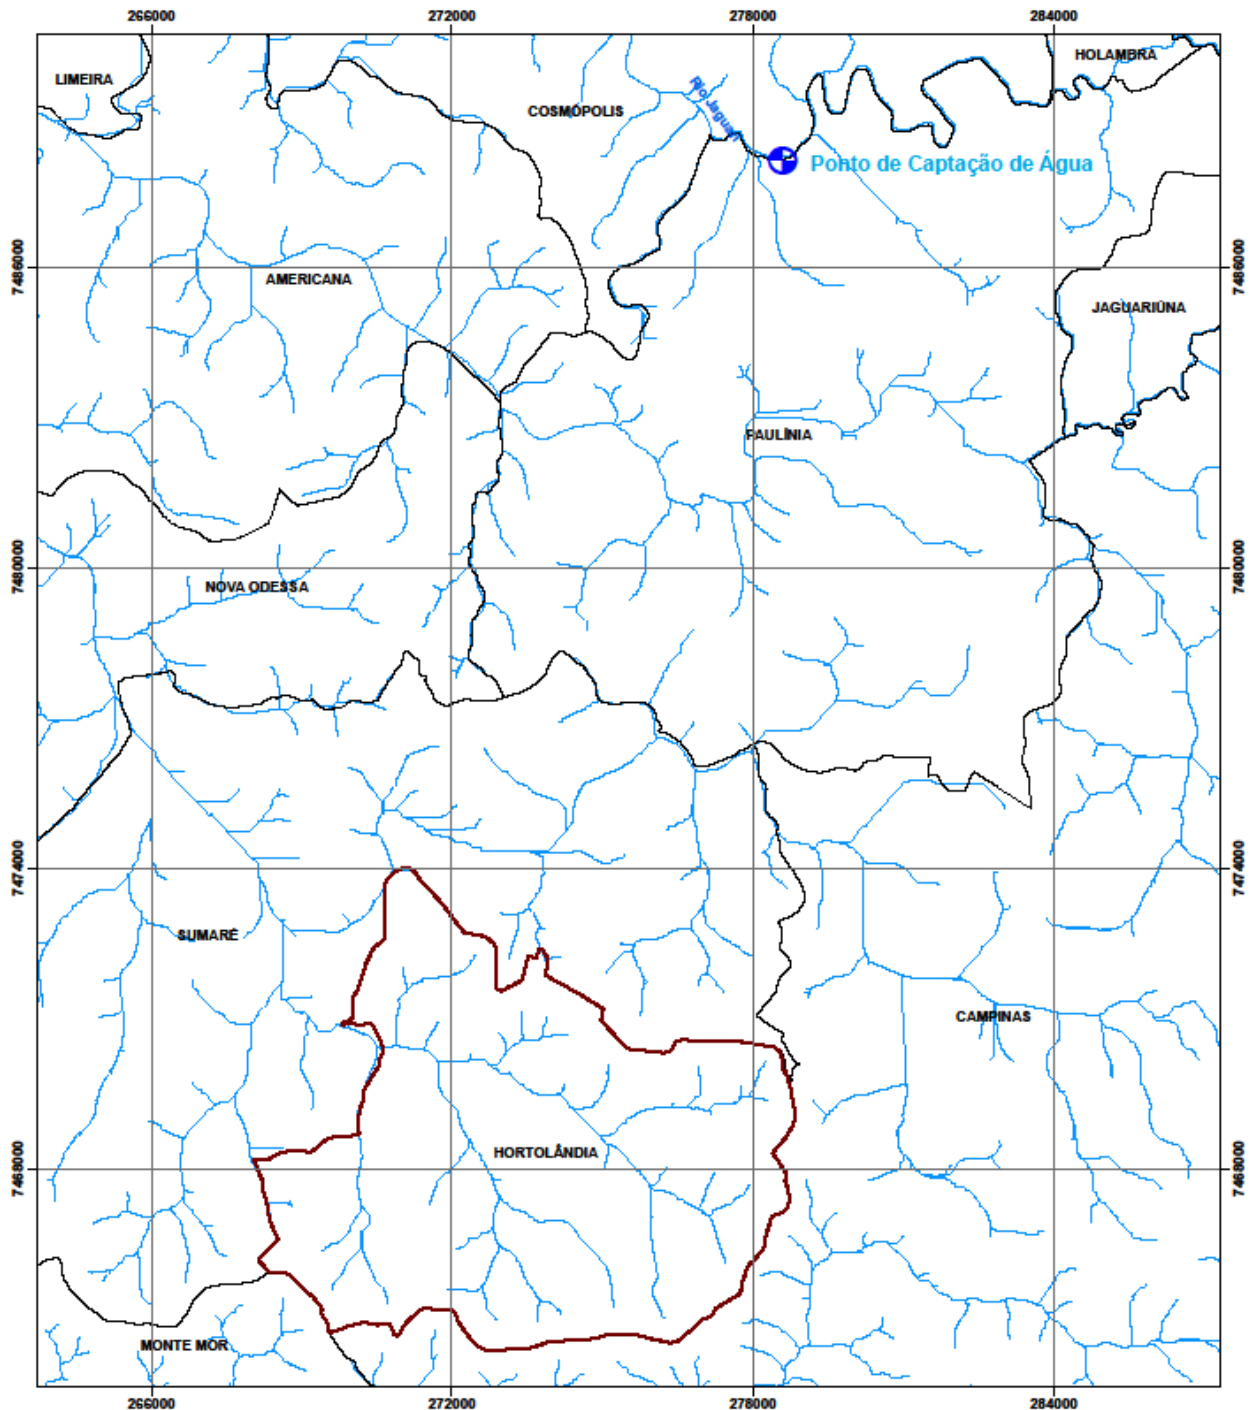 266000 272000 278000 284000
LIMEIRA
COSMÓPOLIS
Rio Jaguari
HOLAMBRA
Ponto de Captação de Água
7486000
AMERICANA
7486000
JAGUARIÚNA
PAULÍNIA
7480000
NOVA ODESSA
7480000
7474000
7474000
SUMARÉ
CAMPINAS
7468000
HORTOLÂNDIA
7468000
MONTE MOR
266000 272000 278000 284000